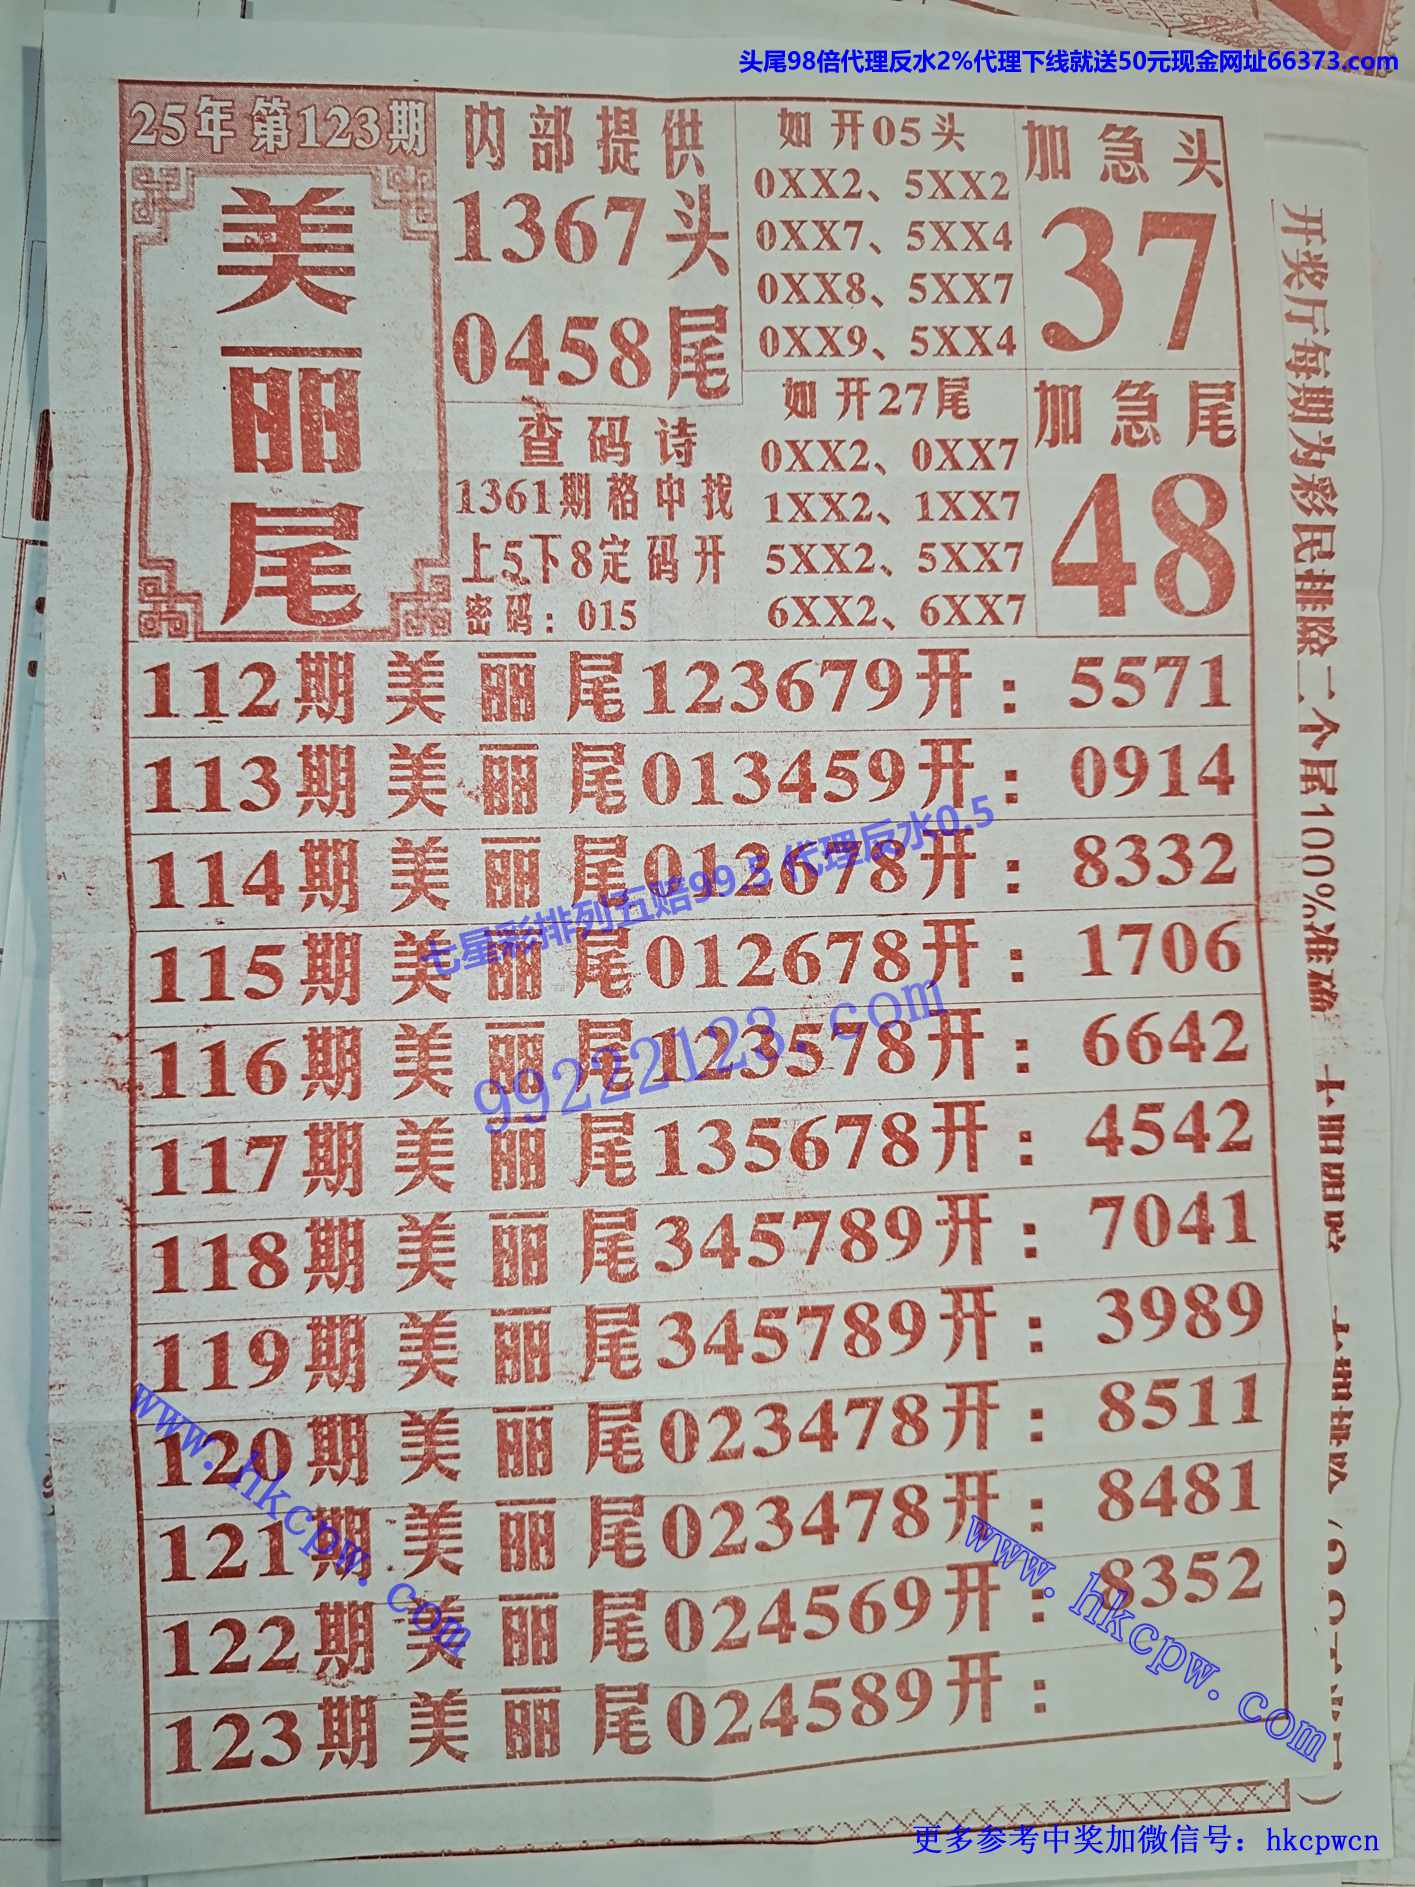 头尾98倍代理反水2%代理下线就送50元现金网址66373.com
25年第123期
美丽尾
内部提供
1367头
0458尾
查码诗
1361期格中找
上5下8定码开
密码：015
如开05头
0XX2、5XX2
0XX7、5XX4
0XX8、5XX7
0XX9、5XX4
如开27尾
0XX2、0XX7
1XX2、1XX7
5XX2、5XX7
6XX2、6XX7
加急头
37
加急尾
48
112期美丽尾123679开：5571
113期美丽尾013459开：0914
114期美丽尾012678开：8332
115期美丽尾012678开：1706
116期美丽尾123578开：6642
117期美丽尾135678开：4542
118期美丽尾345789开：7041
119期美丽尾345789开：3989
120期美丽尾023478开：8511
121期美丽尾023478开：8481
122期美丽尾024569开：8352
123期美丽尾024589开：
开奖厅每期为彩民排除二个尾100%准确
七星彩排列五赔99.5 代理反水0.5
99222123.com
www.hkcpw.com
www.hkcpw.com
更多参考中奖加微信号：hkcpwcn